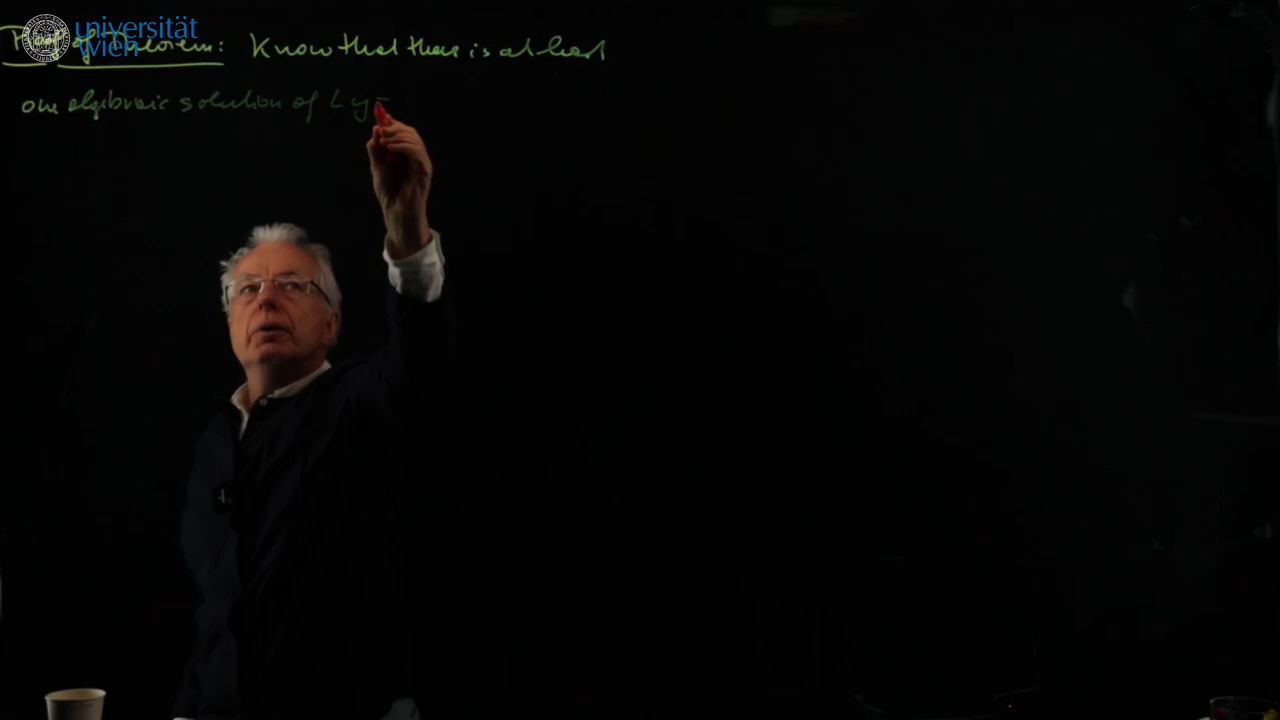 universität
wien
Proof of Theorem: Know that there is at least
one algebraic solution of Ly=